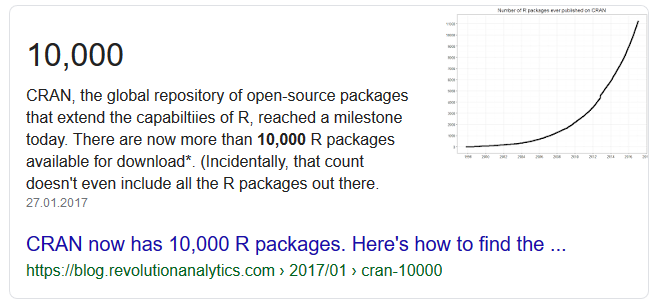 Number of R packages ever published on CRAN
10,000
CRAN, the global repository of open-source packages
that extend the capabiltiies of R, reached a milestone
today. There are now more than 10,000 R packages
available for download*. (Incidentally, that count
doesn't even include all the R packages out there.
27.01.2017
CRAN now has 10,000 R packages. Here's how to find the ...
https://blog.revolutionanalytics.com › 2017/01 › cran-10000